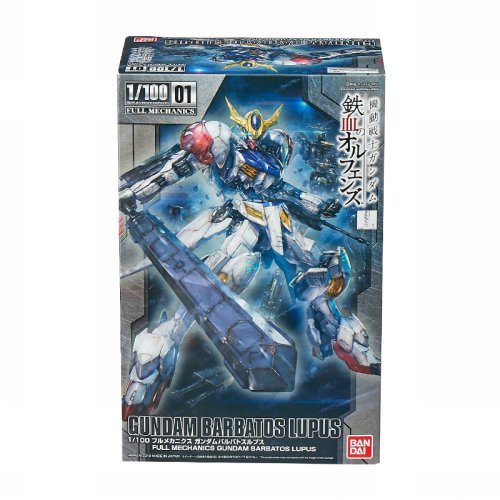 1/100
01
FULL MECHANICS
機動戦士ガンダム
鉄血のオルフェンズ
GUNDAM BARBATOS LUPUS
1/100 フルメカニクス ガンダムバルバトスルプス
FULL MECHANICS GUNDAM BARBATOS LUPUS
BAN
DAI